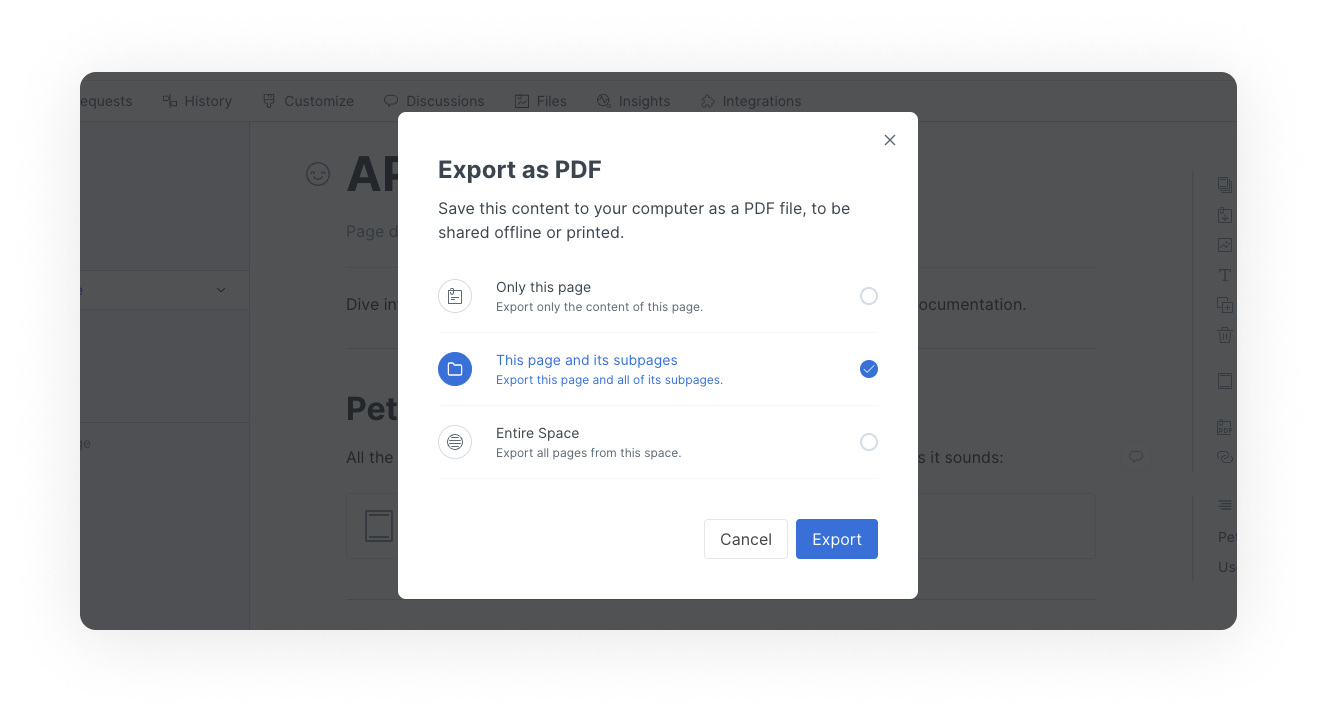 equests History Customize Discussions Files Insights Integrations
Export as PDF
Save this content to your computer as a PDF file, to be
shared offline or printed.
Only this page
Export only the content of this page.
This page and its subpages
Export this page and all of its subpages.
Entire Space
Export all pages from this space.
Cancel Export
AP
Page d
Dive in
ocumentation.
Pet
All the
s it sounds:
e
ge
PDF
Pe
Us